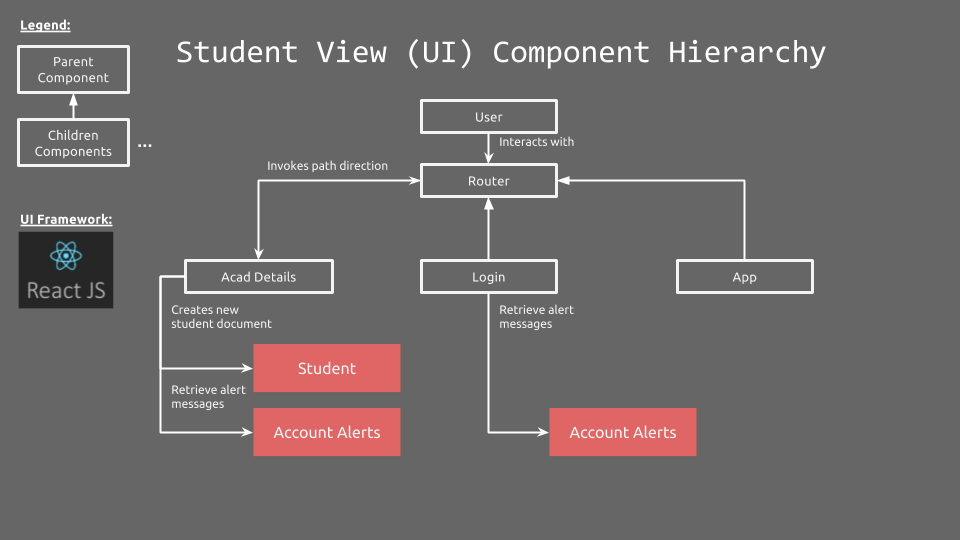 Legend:
Student View (UI) Component Hierarchy
Parent
Component
Children
Components
...
User
Interacts with
Invokes path direction
Router
UI Framework:
React JS
Acad Details
Login
App
Creates new
student document
Retrieve alert
messages
Student
Retrieve alert
messages
Account Alerts
Account Alerts